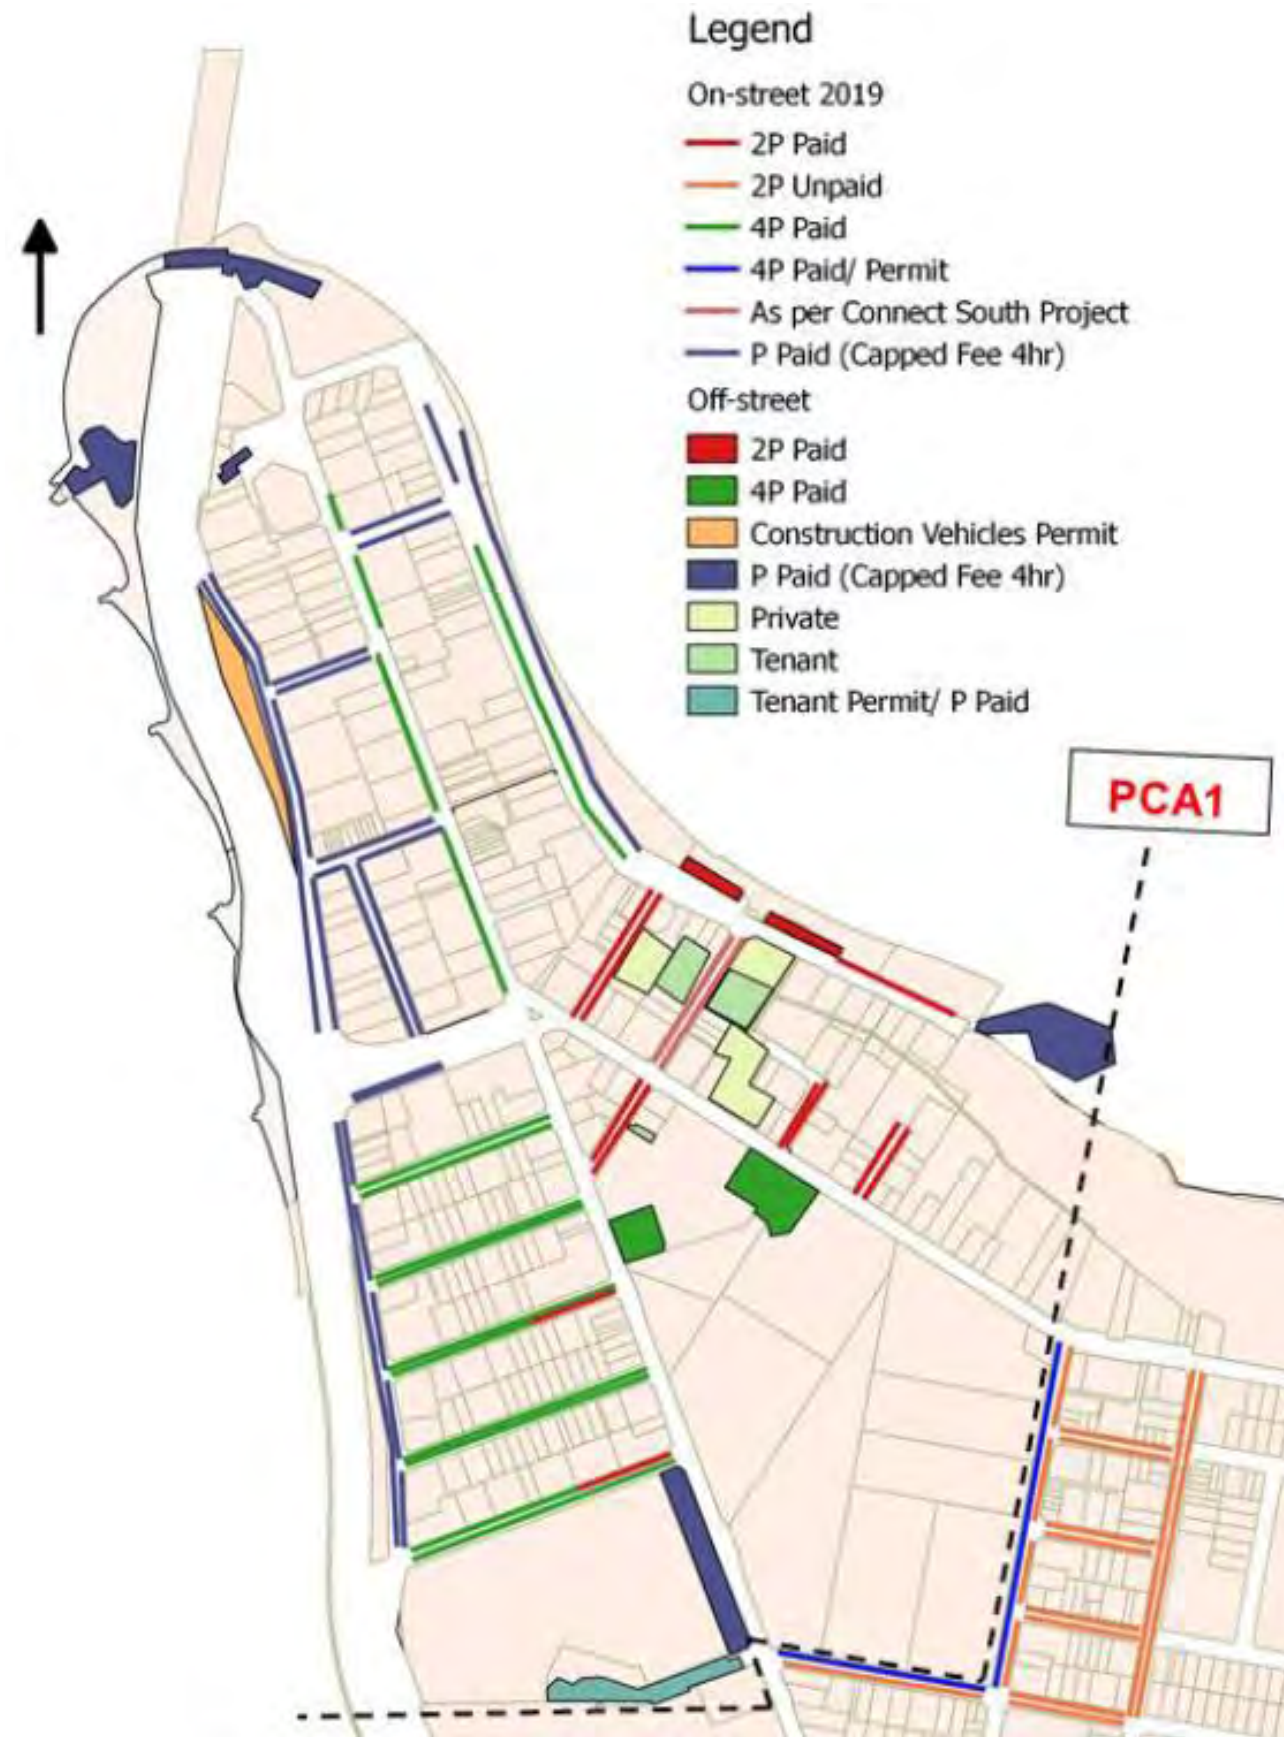 Legend
On-street 2019
2P Paid
2P Unpaid
4P Paid
4P Paid/ Permit
As per Connect South Project
P Paid (Capped Fee 4hr)
Off-street
2P Paid
4P Paid
Construction Vehicles Permit
P Paid (Capped Fee 4hr)
Private
Tenant
Tenant Permit/ P Paid
PCA1